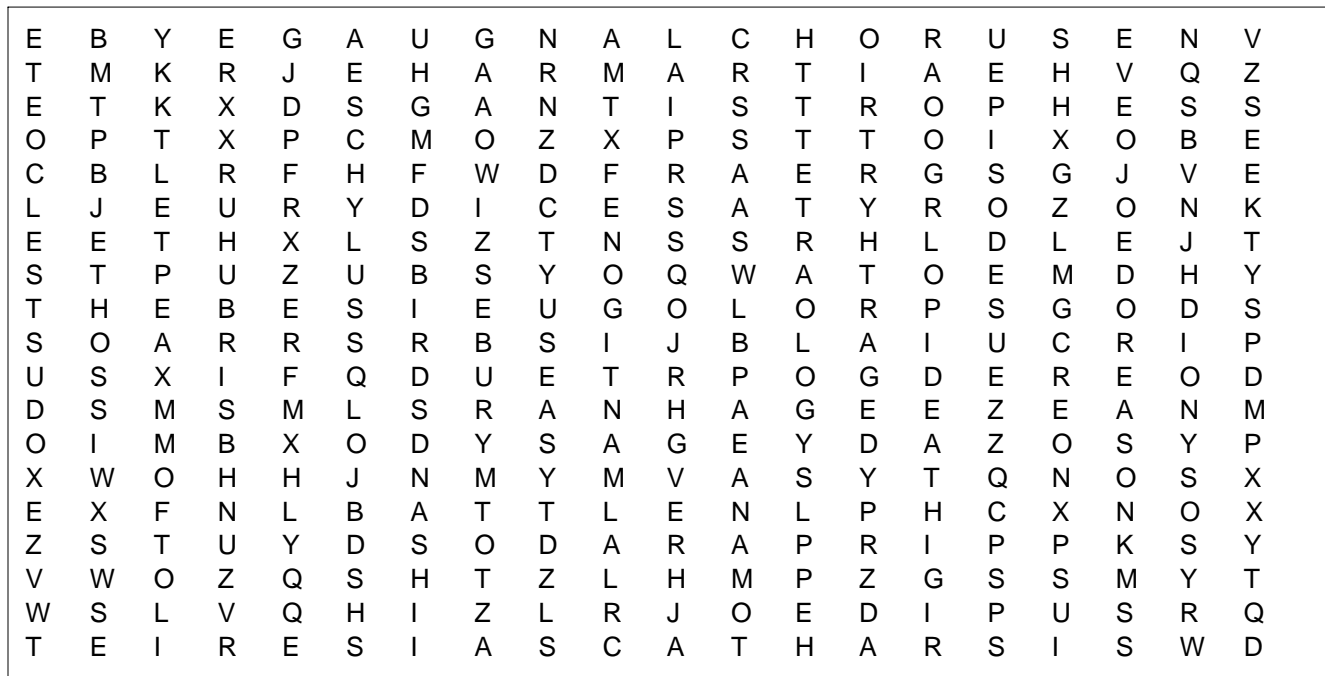 E B Y E G A U G N A L C H O R U S E N V
T M K R J E H A R M A R T I A E H V Q Z
E T K X D S G A N T I S T R O P H E S S
O P T X P C M O Z X P S T T O I X O B E
C B L R F H F W D F R A E R G S G J V E
L J E U R Y D I C E S A T Y R O Z O N K
E E T H X L S Z T N S S R H L D L E J T
S T P U Z U B S Y O Q W A T O E M D H Y
T H E B E S I E U G O L O R P S G O D S
S O A R R S R B S I J B L A I U C R I P
U S X I F Q D U E T R P O G D E R E O D
D S M S M L S R A N H A G E E Z E A N M
O I M B X O D Y S A G E Y D A Z O S Y P
X W O H H J N M Y M V A S Y T Q N O S X
E X F N L B A T T L E N L P H C X N O X
Z S T U Y D S O D A R A P R I P P K S Y
V W O Z Q S H T Z L H M P Z G S S M Y T
W S L V Q H I Z L R J O E D I P U S R Q
T E I R E S I A S C A T H A R S I S W D